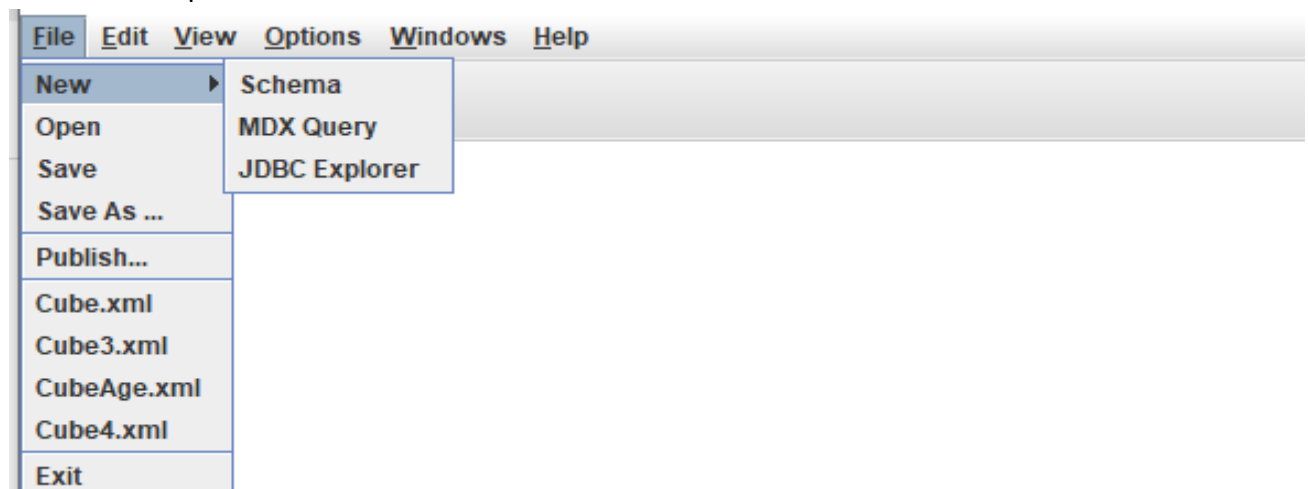 File Edit View Options Windows Help
New Schema
Open MDX Query
Save JDBC Explorer
Save As ...
Publish...
Cube.xml
Cube3.xml
CubeAge.xml
Cube4.xml
Exit